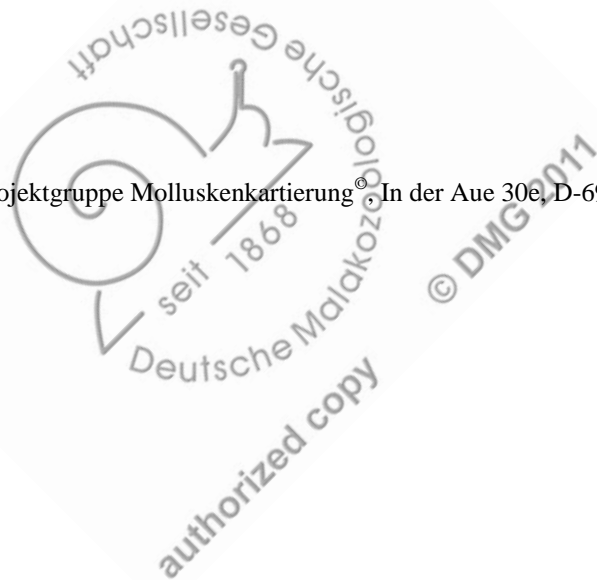 Deutsche Malakozoologische Gesellschaft
seit 1868
ojektgruppe Molluskenkartierung©, In der Aue 30e, D-69
© DMG 2011
authorized copy